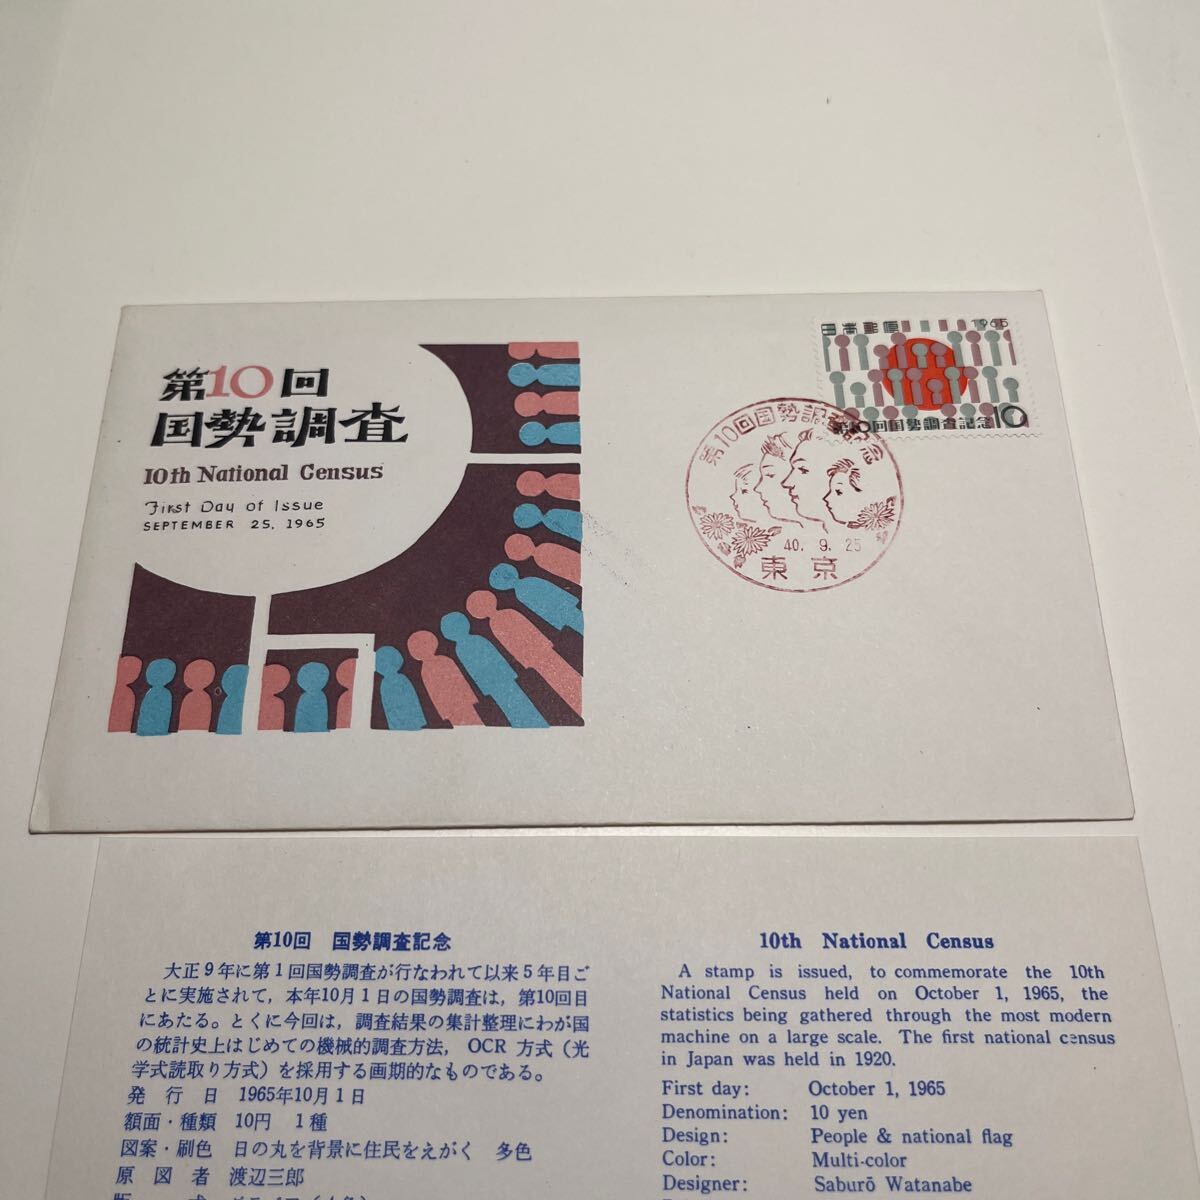 第10回
国勢調査
10th National Census
First Day of Issue
SEPTEMBER 25, 1965
日本郵便 1965
第10回国勢調査記念 10
第10回国勢調査記念
40. 9. 25
東京
第10回 国勢調査記念
大正9年に第1回国勢調査が行なわれて以来5年目ご
とに実施されて，本年10月1日の国勢調査は，第10回目
にあたる。とくに今回は，調査結果の集計整理にわが国
の統計史上はじめての機械的調査方法， OCR 方式（光
学式読取り方式）を採用する画期的なものである。
発行日 1965年10月1日
額面・種類 10円 1種
図案・刷色 日の丸を背景に住民をえがく 多色
原図者 渡辺三郎
10th National Census
A stamp is issued, to commemorate the 10th
National Census held on October 1, 1965, the
statistics being gathered through the most modern
machine on a large scale. The first national census
in Japan was held in 1920.
First day: October 1, 1965
Denomination: 10 yen
Design: People & national flag
Color: Multi-color
Designer: Saburō Watanabe